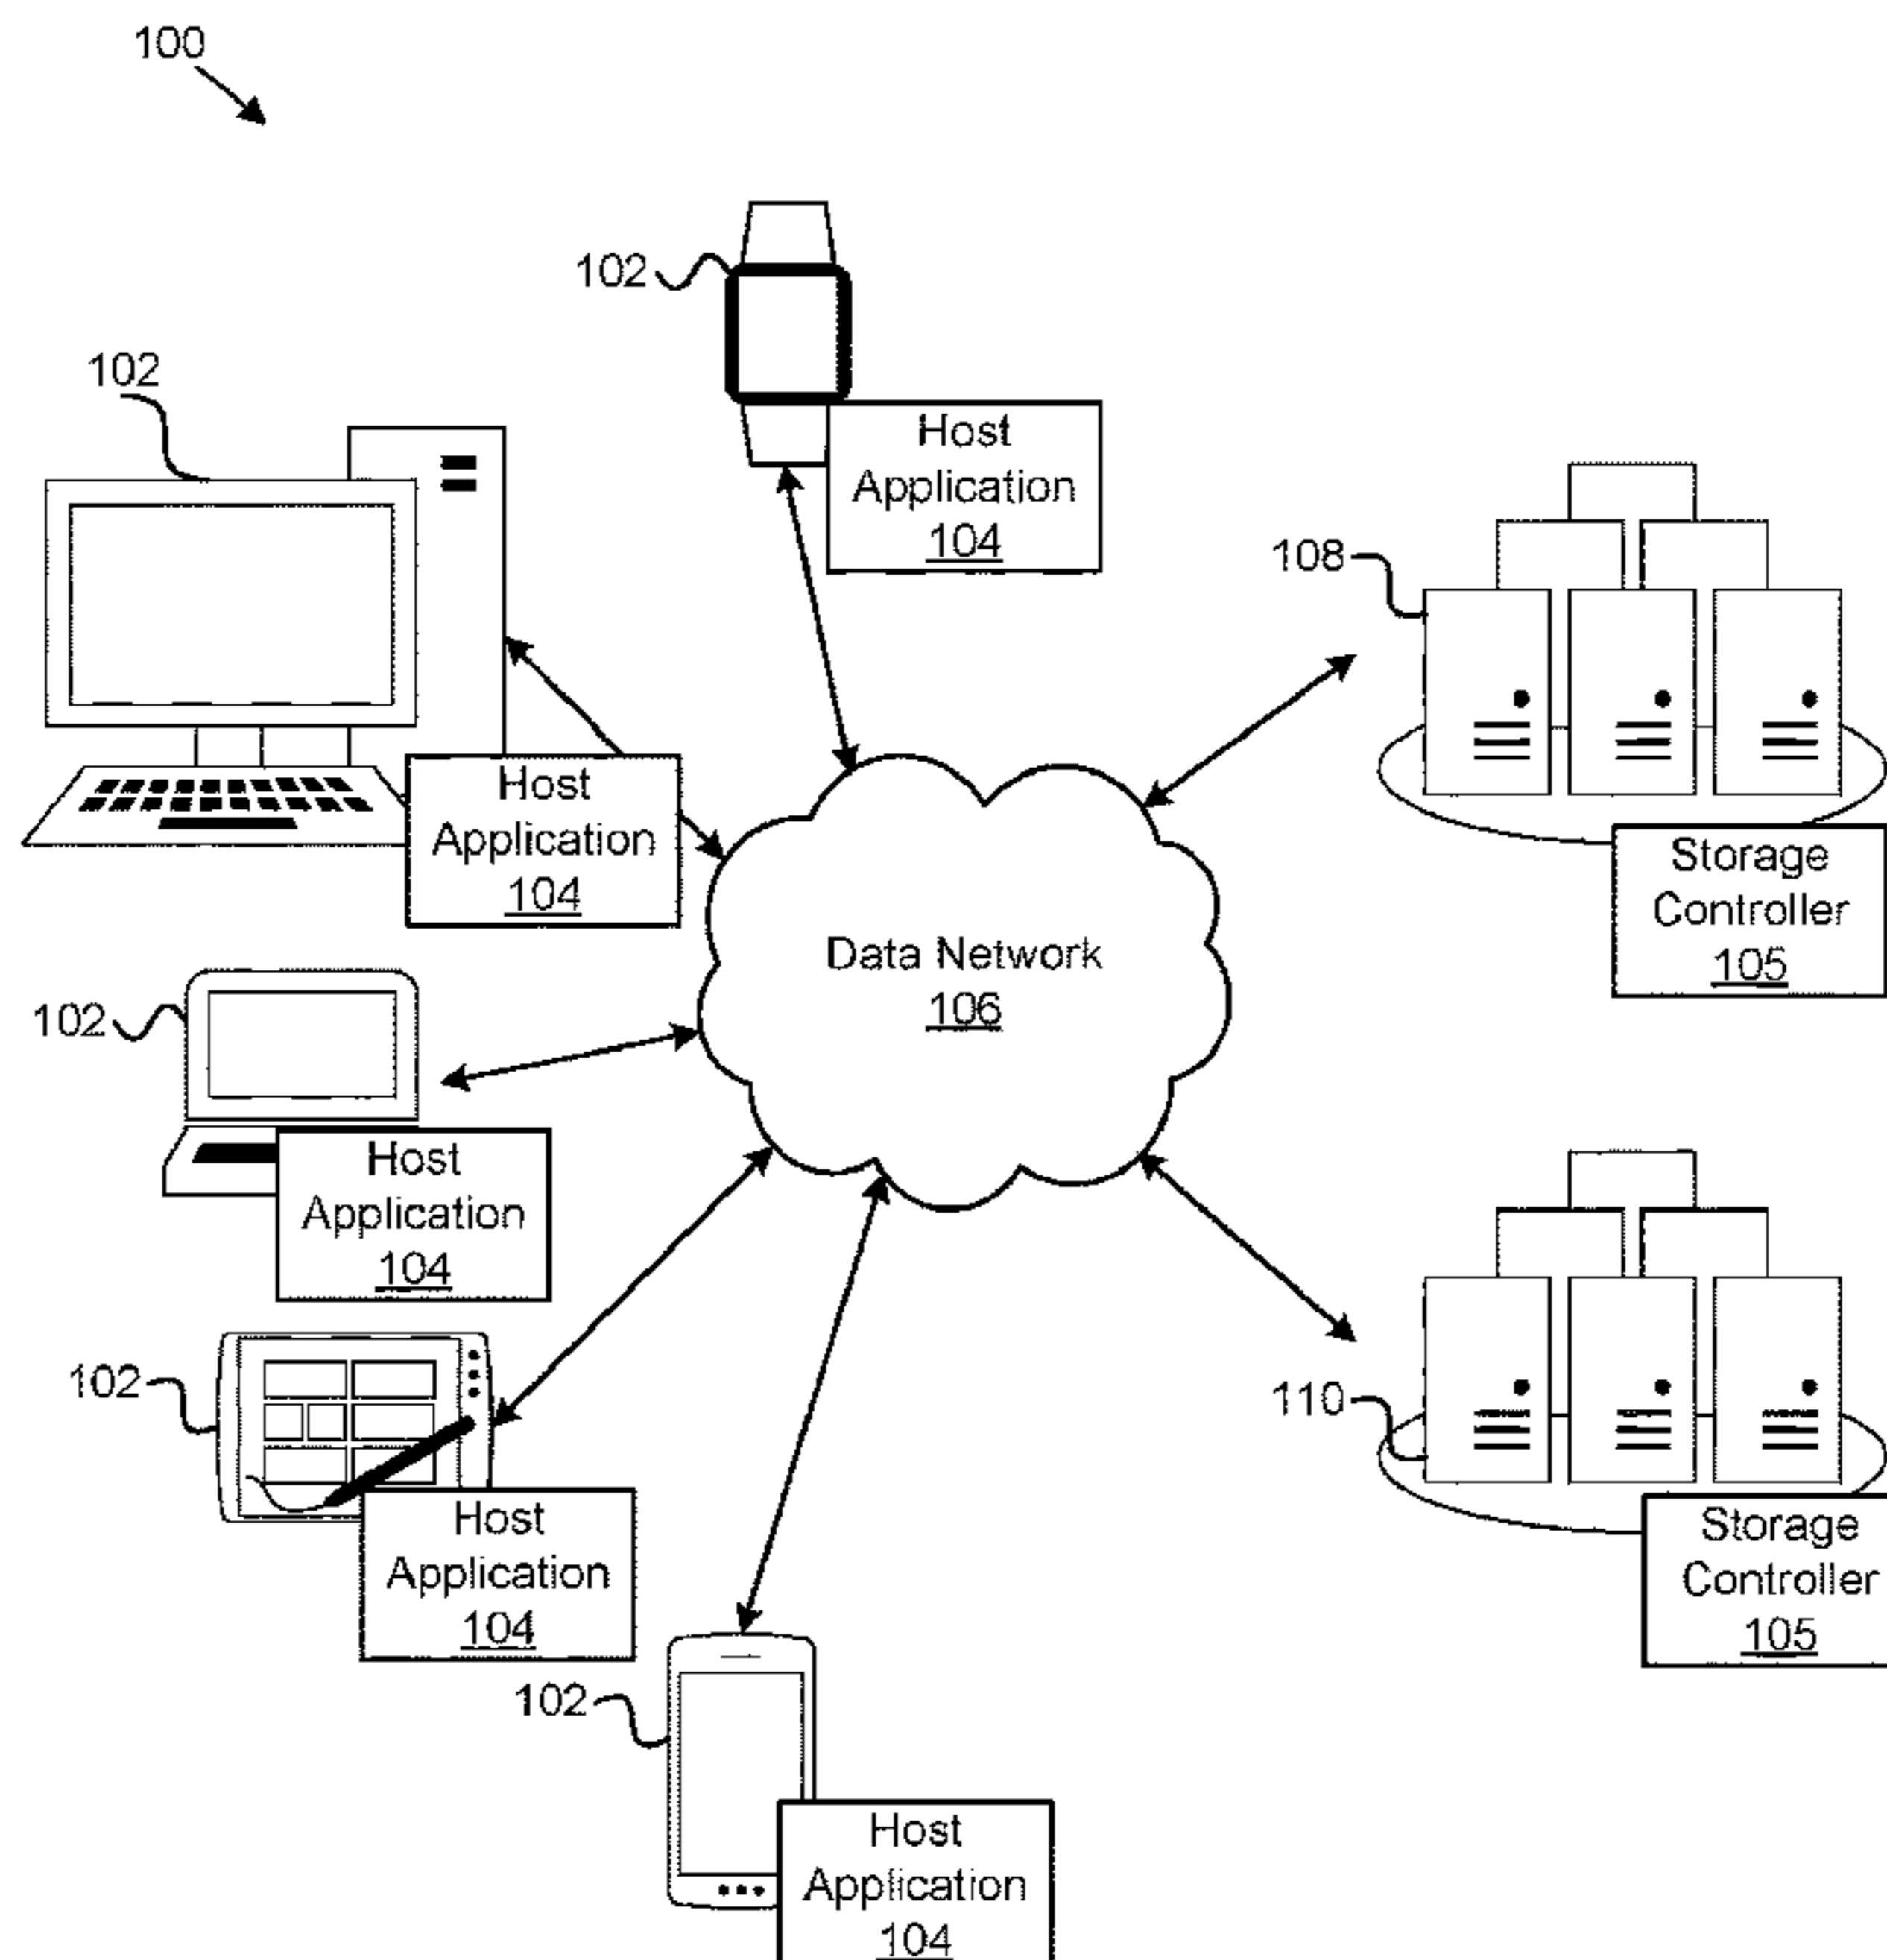 100
102
Host
Application
104
102
Host
Application
104
108
Storage
Controller
105
Data Network
106
102
Host
Application
104
102
Host
Application
104
110
Storage
Controller
105
102
Host
Application
104